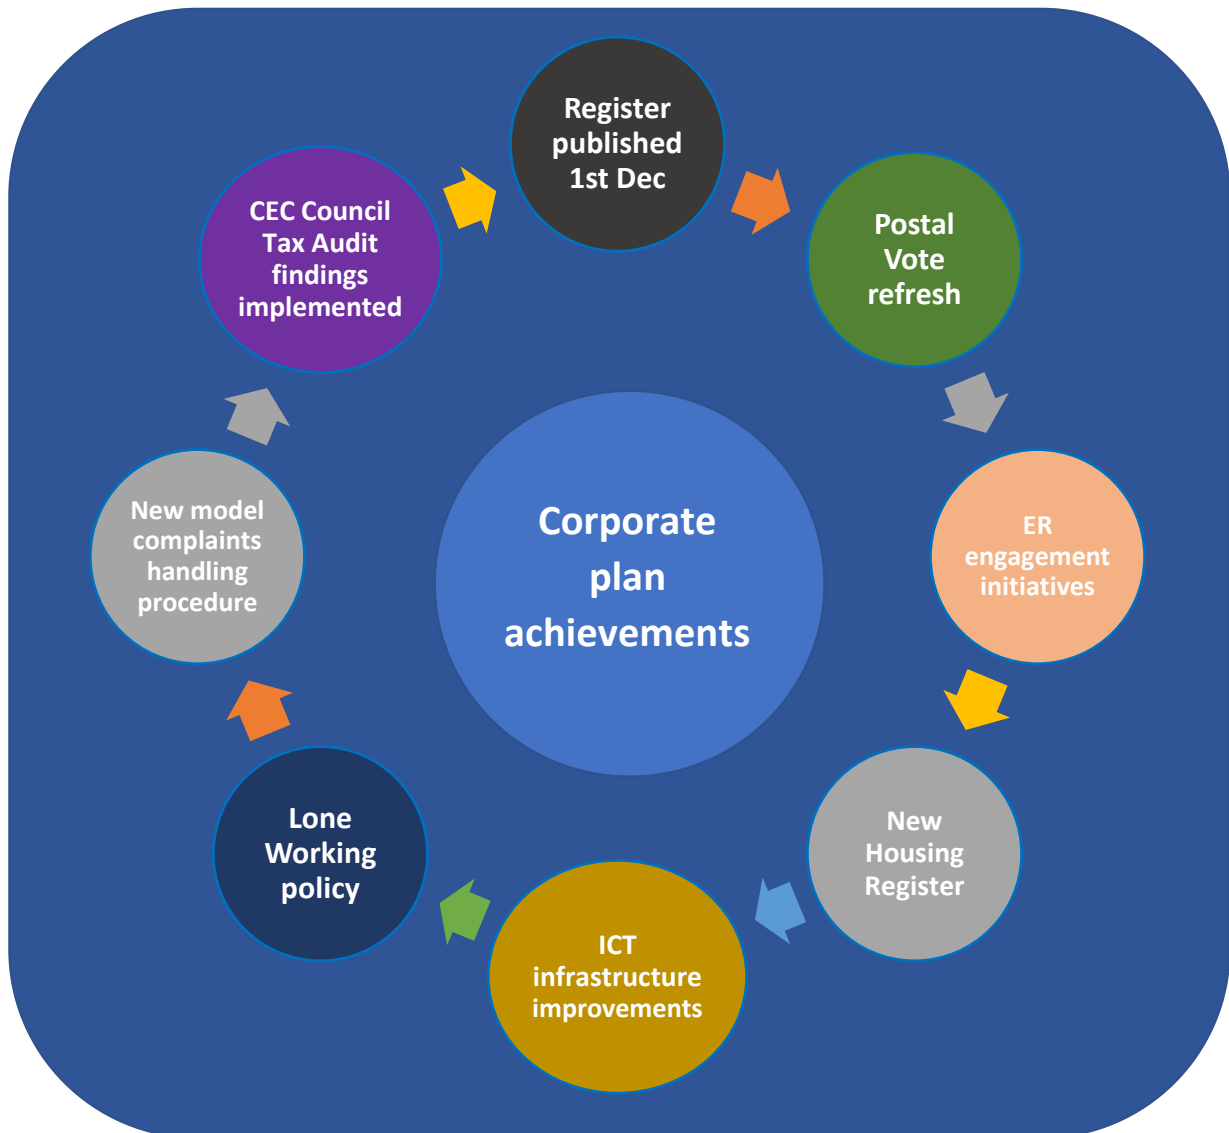 Register
published
1st Dec
Postal
Vote
refresh
ER
engagement
initiatives
New
Housing
Register
ICT
infrastructure
improvements
Lone
Working
policy
New model
complaints
handling
procedure
CEC Council
Tax Audit
findings
implemented
Corporate
plan
achievements